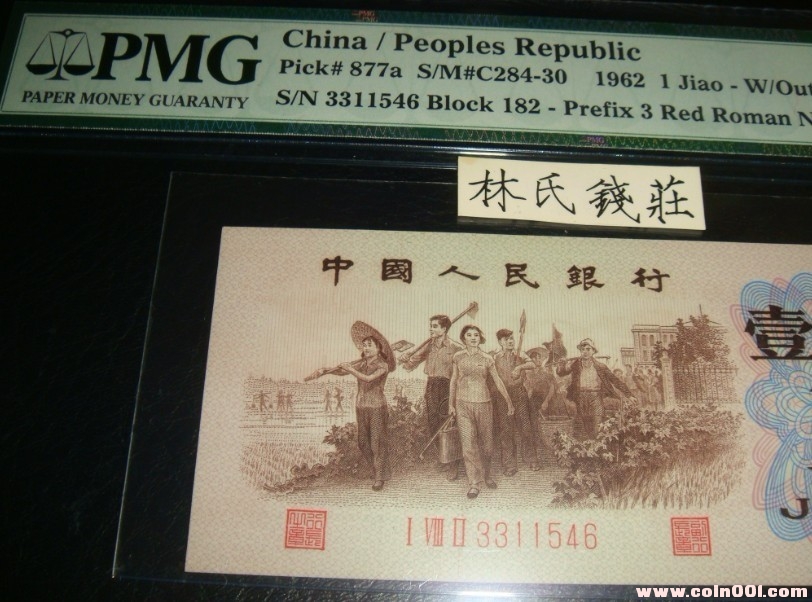 PMG
PAPER MONEY GUARANTY
China / Peoples Republic
Pick# 877a S/M#C284-30 1962 1 Jiao - W/Out
S/N 3311546 Block 182 - Prefix 3 Red Roman N
林氏錢莊
中國人民銀行
壹
J
I VIII II 3311546
www.coin001.com